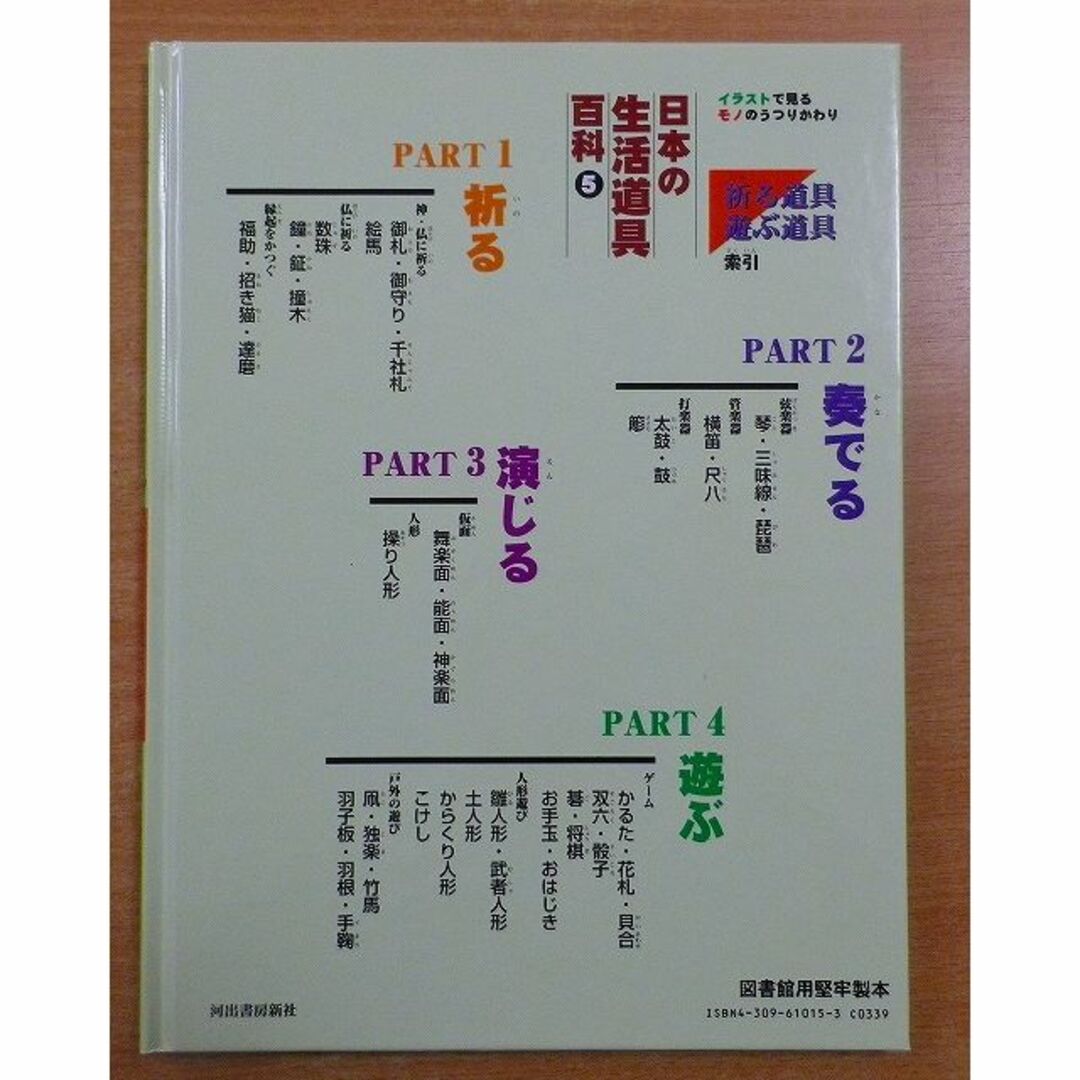 イラストで見る
モノのうつりかわり
日本の
生活道具
百科5
祈る道具
遊ぶ道具
索引
PART 1
祈る
神・仏に祈る
御札・御守り・千社札
絵馬
仏に祈る
数珠
鐘・鉦・撞木
縁起をかつぐ
福助・招き猫・達磨
PART 2
奏でる
弦楽器
琴・三味線・琵琶
管楽器
横笛・尺八
打楽器
太鼓・鼓
PART 3
演じる
仮面
舞楽面・能面・神楽面
人形
操り人形
PART 4
遊ぶ
ゲーム
かるた・花札・貝合
双六・骰子
碁・将棋
お手玉・おはじき
人形遊び
雛人形・武者人形
土人形
からくり人形
こけし
戸外の遊び
凧・独楽・竹馬
羽子板・羽根・手鞠
図書館用堅牢製本
ISBN4-309-61015-3 C0339
河出書房新社